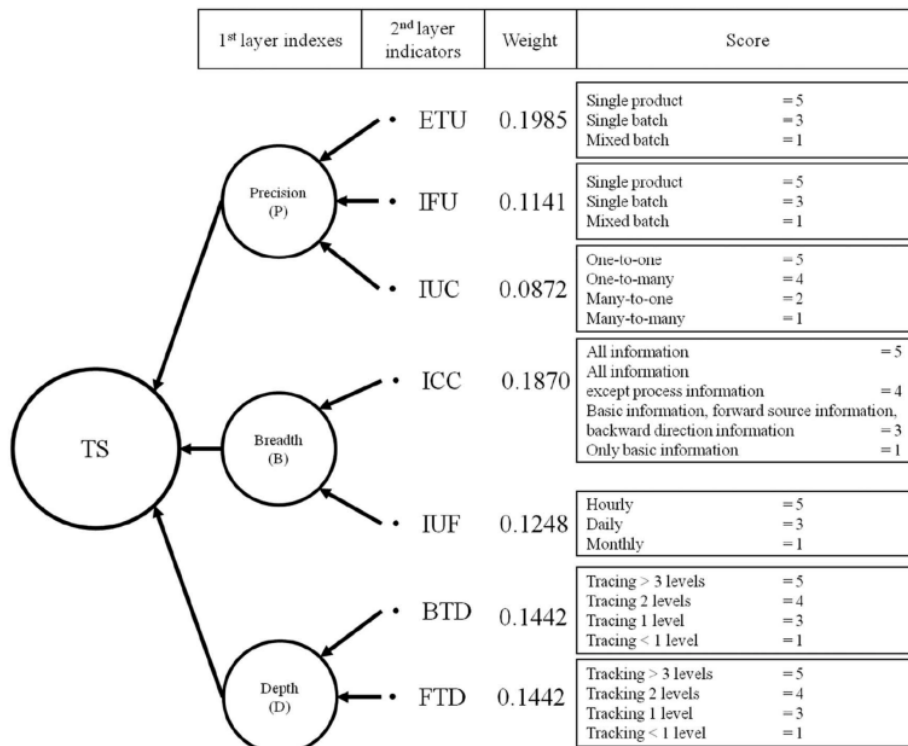 1st layer indexes
2nd layer indicators
Weight
Score
ETU
0.1985
Single product = 5
Single batch = 3
Mixed batch = 1
Precision
(P)
IFU
0.1141
Single product = 5
Single batch = 3
Mixed batch = 1
IUC
0.0872
One-to-one = 5
One-to-many = 4
Many-to-one = 2
Many-to-many = 1
TS
ICC
0.1870
All information = 5
All information
except process information = 4
Basic information, forward source information,
backward direction information = 3
Only basic information = 1
Breadth
(B)
IUF
0.1248
Hourly = 5
Daily = 3
Monthly = 1
BTD
0.1442
Tracing > 3 levels = 5
Tracing 2 levels = 4
Tracing 1 level = 3
Tracing < 1 level = 1
Depth
(D)
FTD
0.1442
Tracking > 3 levels = 5
Tracking 2 levels = 4
Tracking 1 level = 3
Tracking < 1 level = 1